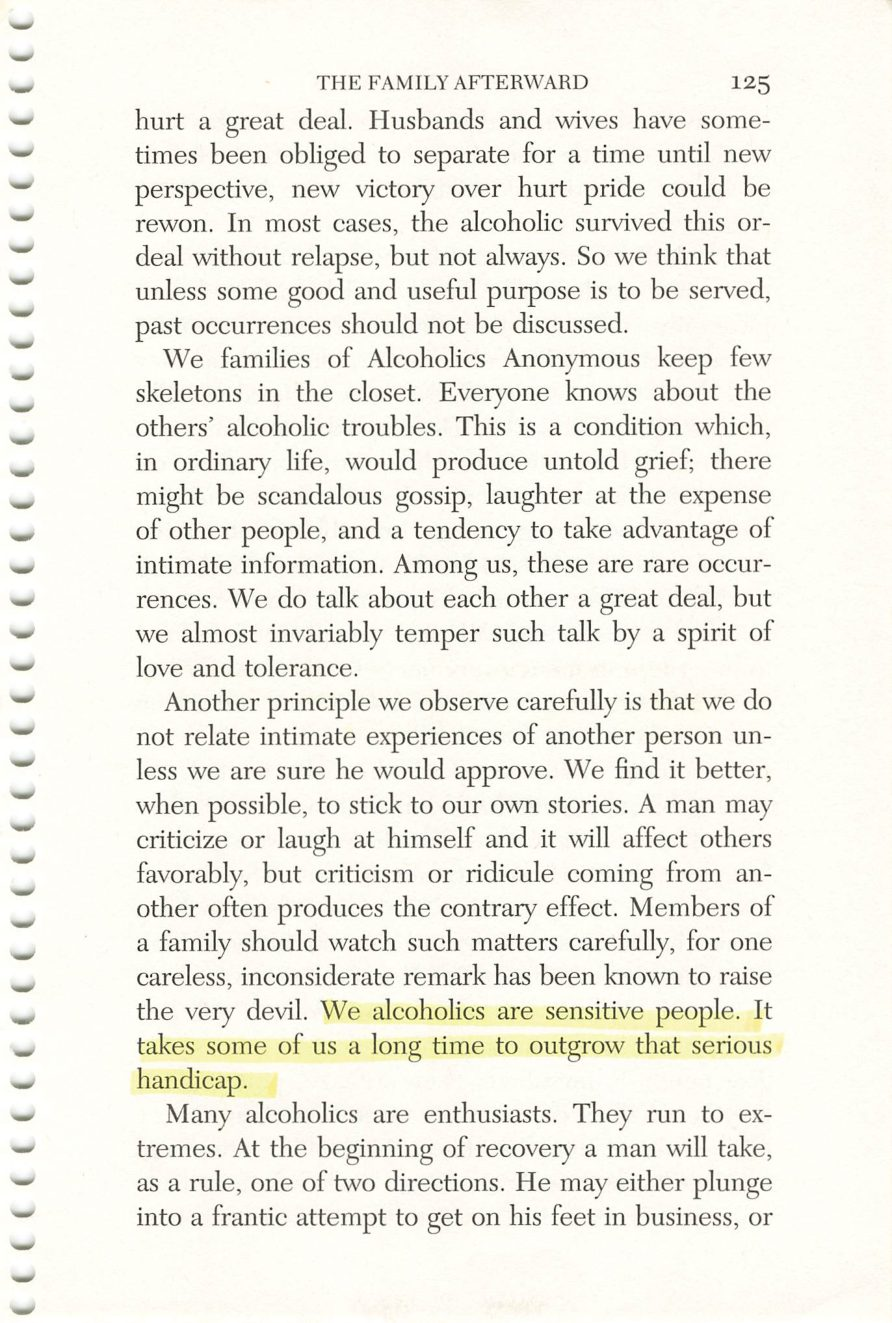 THE FAMILY AFTERWARD 125
hurt a great deal. Husbands and wives have some-
times been obliged to separate for a time until new
perspective, new victory over hurt pride could be
rewon. In most cases, the alcoholic survived this or-
deal without relapse, but not always. So we think that
unless some good and useful purpose is to be served,
past occurrences should not be discussed.
We families of Alcoholics Anonymous keep few
skeletons in the closet. Everyone knows about the
others’ alcoholic troubles. This is a condition which,
in ordinary life, would produce untold grief; there
might be scandalous gossip, laughter at the expense
of other people, and a tendency to take advantage of
intimate information. Among us, these are rare occur-
rences. We do talk about each other a great deal, but
we almost invariably temper such talk by a spirit of
love and tolerance.
Another principle we observe carefully is that we do
not relate intimate experiences of another person un-
less we are sure he would approve. We find it better,
when possible, to stick to our own stories. A man may
criticize or laugh at himself and it will affect others
favorably, but criticism or ridicule coming from an-
other often produces the contrary effect. Members of
a family should watch such matters carefully, for one
careless, inconsiderate remark has been known to raise
the very devil. We alcoholics are sensitive people. It
takes some of us a long time to outgrow that serious
handicap.
Many alcoholics are enthusiasts. They run to ex-
tremes. At the beginning of recovery a man will take,
as a rule, one of two directions. He may either plunge
into a frantic attempt to get on his feet in business, or